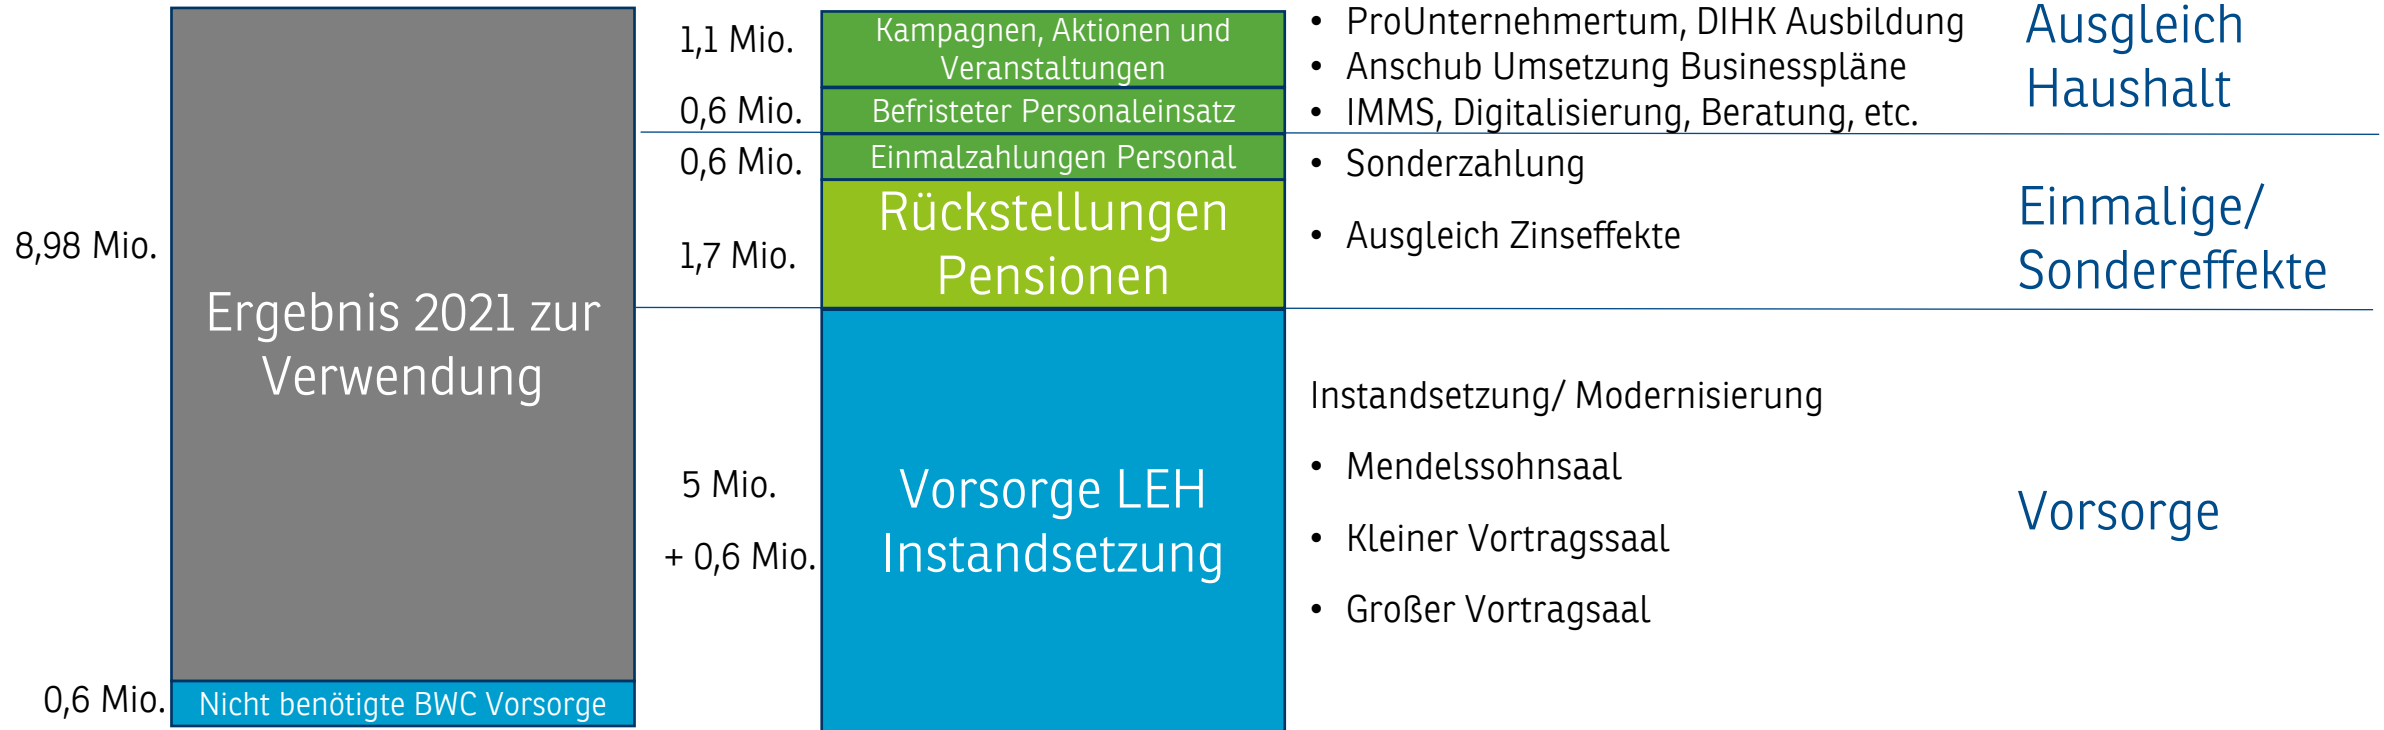 8,98 Mio.
Ergebnis 2021 zur
Verwendung
0,6 Mio.
Nicht benötigte BWC Vorsorge
1,1 Mio.
Kampagnen, Aktionen und
Veranstaltungen
0,6 Mio.
Befristeter Personaleinsatz
• ProUnternehmertum, DIHK Ausbildung
• Anschub Umsetzung Businesspläne
• IMMS, Digitalisierung, Beratung, etc.
Ausgleich
Haushalt
0,6 Mio.
Einmalzahlungen Personal
• Sonderzahlung
1,7 Mio.
Rückstellungen
Pensionen
• Ausgleich Zinseffekte
Einmalige/
Sondereffekte
5 Mio.
+ 0,6 Mio.
Vorsorge LEH
Instandsetzung
Instandsetzung/ Modernisierung
• Mendelssohnsaal
• Kleiner Vortragssaal
• Großer Vortragsaal
Vorsorge